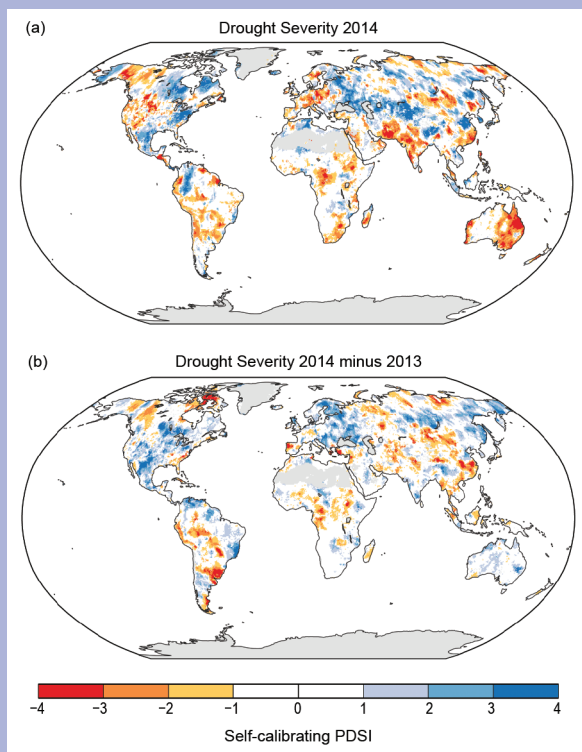 (a)
Drought Severity 2014
(b)
Drought Severity 2014 minus 2013
−4 −3 −2 −1 0 1 2 3 4
Self-calibrating PDSI